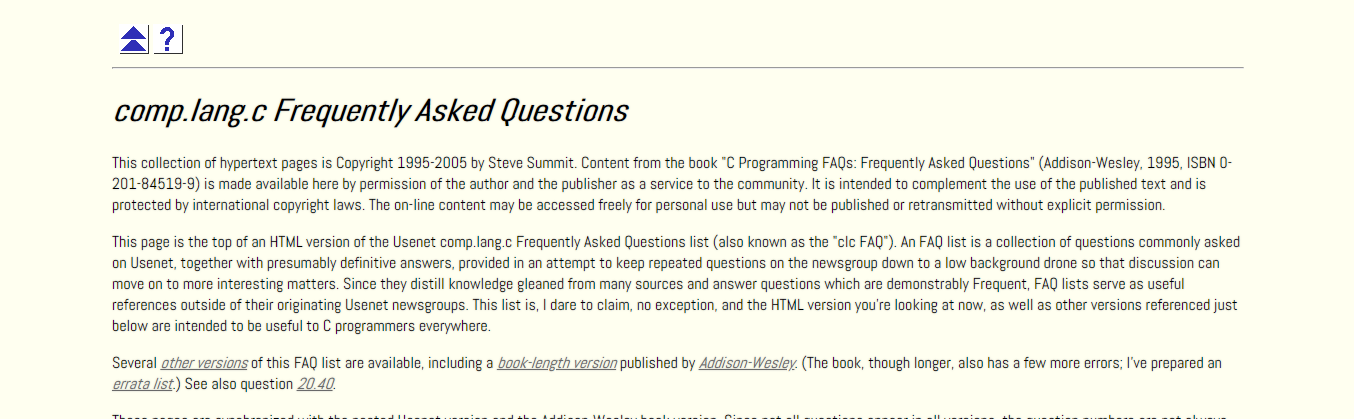 ?
comp.lang.c Frequently Asked Questions
This collection of hypertext pages is Copyright 1995-2005 by Steve Summit. Content from the book "C Programming FAQs: Frequently Asked Questions" (Addison-Wesley, 1995, ISBN 0-
201-84519-9) is made available here by permission of the author and the publisher as a service to the community. It is intended to complement the use of the published text and is
protected by international copyright laws. The on-line content may be accessed freely for personal use but may not be published or retransmitted without explicit permission.
This page is the top of an HTML version of the Usenet comp.lang.c Frequently Asked Questions list (also known as the "clc FAQ"). An FAQ list is a collection of questions commonly asked
on Usenet, together with presumably definitive answers, provided in an attempt to keep repeated questions on the newsgroup down to a low background drone so that discussion can
move on to more interesting matters. Since they distill knowledge gleaned from many sources and answer questions which are demonstrably Frequent, FAQ lists serve as useful
references outside of their originating Usenet newsgroups. This list is, I dare to claim, no exception, and the HTML version you're looking at now, as well as other versions referenced just
below are intended to be useful to C programmers everywhere.
Several other versions of this FAQ list are available, including a book-length version published by Addison-Wesley. (The book, though longer, also has a few more errors; I've prepared an
errata list.) See also question 20.40.